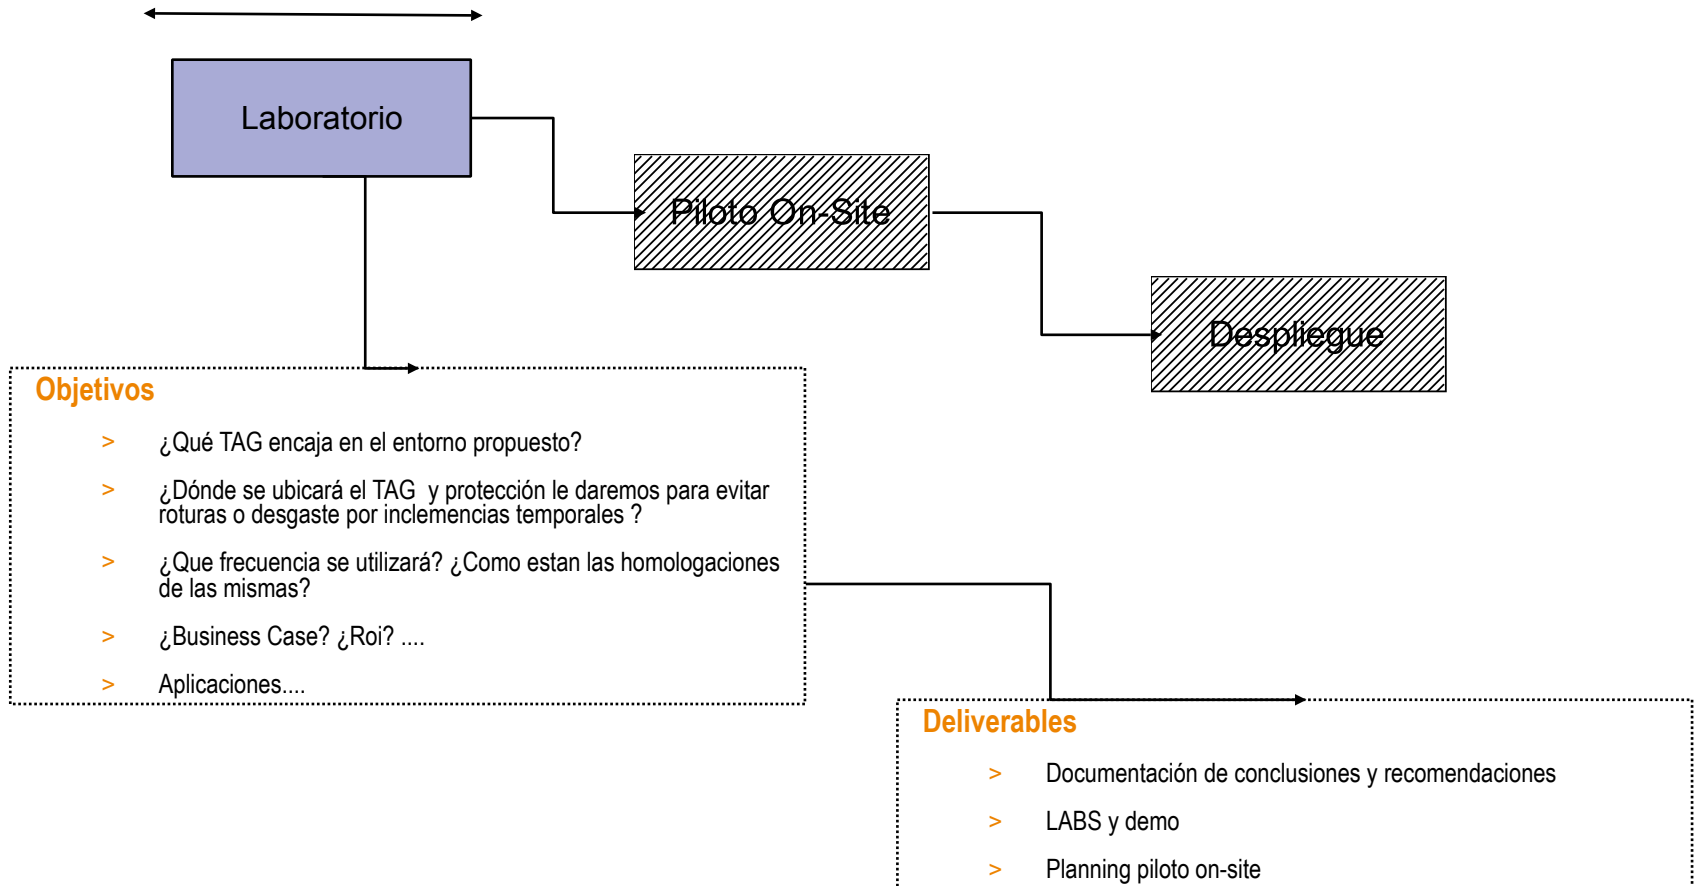 Laboratorio
Piloto On-Site
Despliegue
Objetivos
> ¿Qué TAG encaja en el entorno propuesto?
> ¿Dónde se ubicará el TAG y protección le daremos para evitar
roturas o desgaste por inclemencias temporales ?
> ¿Que frecuencia se utilizará? ¿Como estan las homologaciones
de las mismas?
> ¿Business Case? ¿Roi? ....
> Aplicaciones....
Deliverables
> Documentación de conclusiones y recomendaciones
> LABS y demo
> Planning piloto on-site